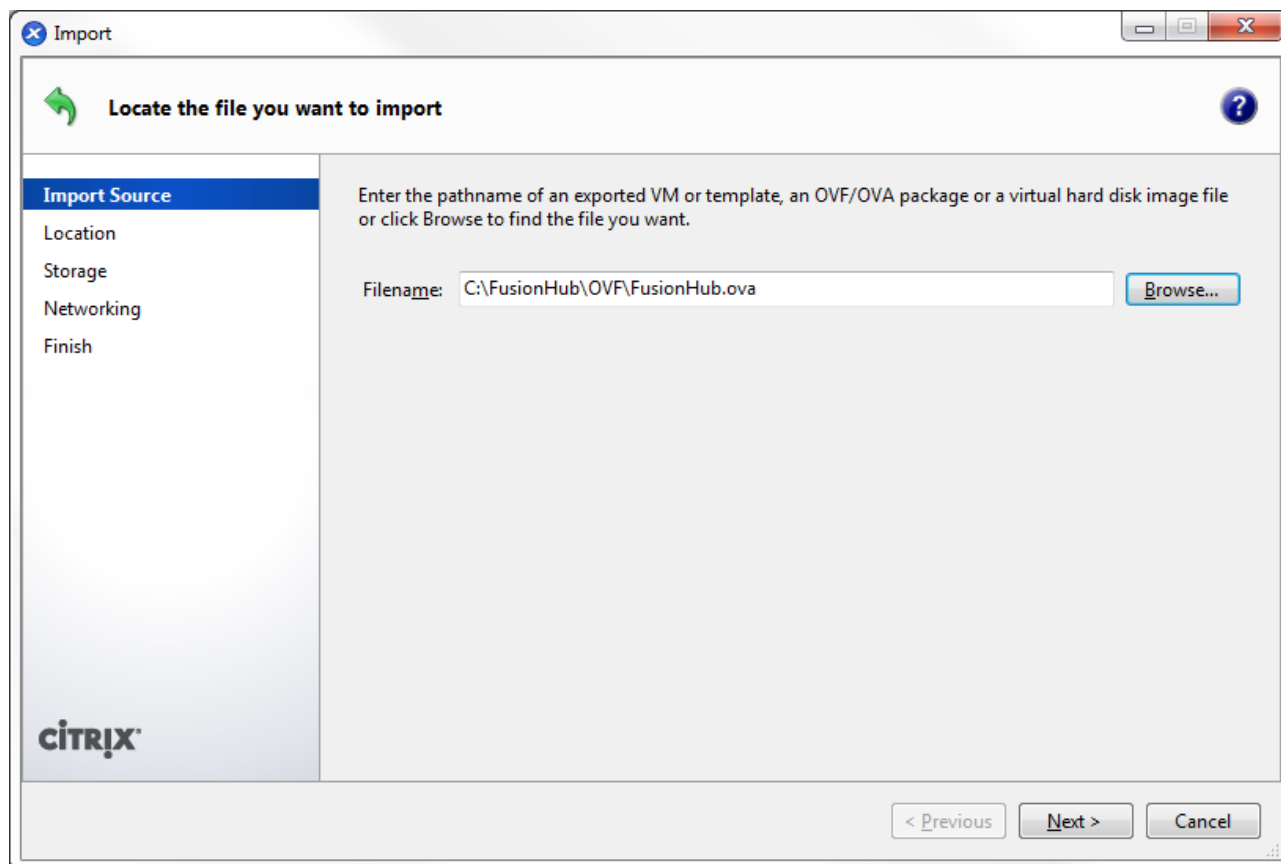 Import
Locate the file you want to import
?
Import Source
Location
Storage
Networking
Finish
Enter the pathname of an exported VM or template, an OVF/OVA package or a virtual hard disk image file
or click Browse to find the file you want.
Filename: C:\FusionHub\OVF\FusionHub.ova Browse...
CITRIX
< Previous Next > Cancel